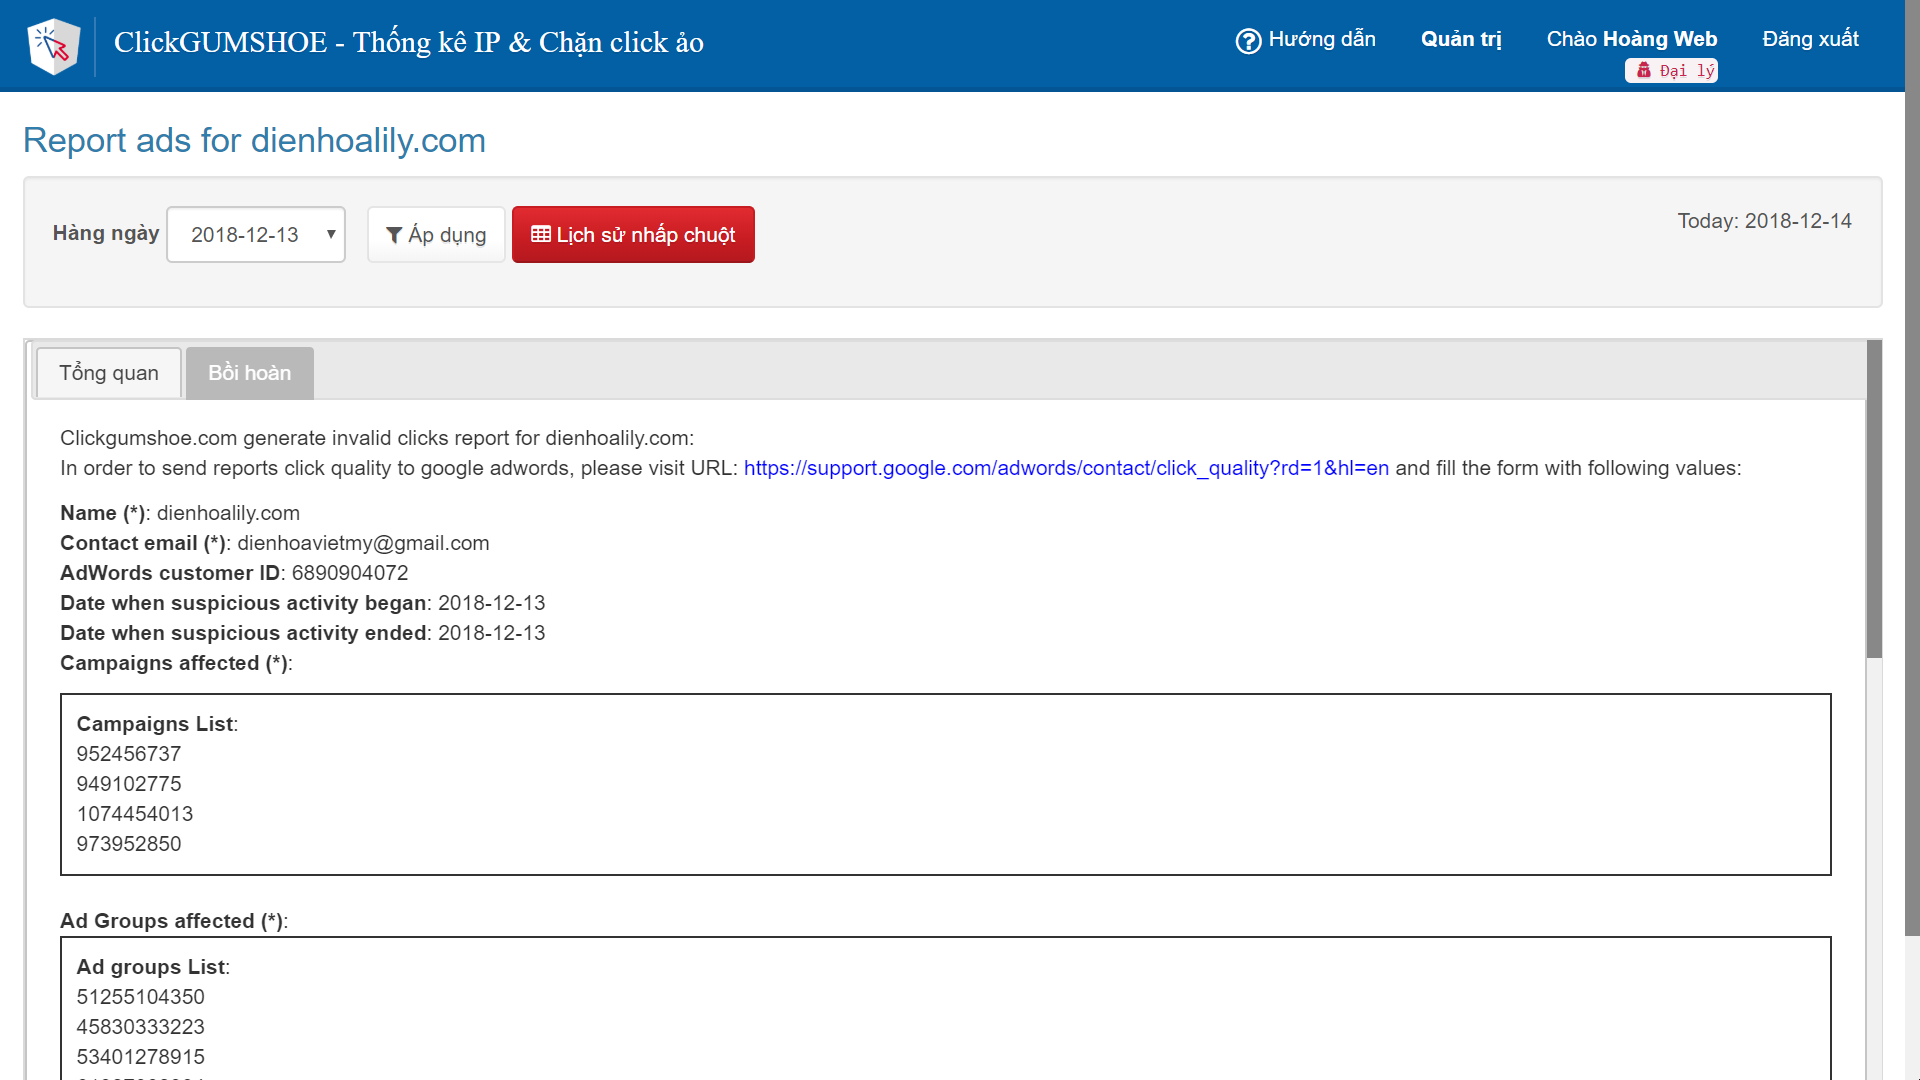 ClickGUMSHOE - Thống kê IP & Chặn click ảo
Hướng dẫn
Quản trị
Chào Hoàng Web
Đăng xuất
Đại lý
Report ads for dienhoalily.com
Hàng ngày
2018-12-13
Áp dụng
Lịch sử nhấp chuột
Today: 2018-12-14
Tổng quan
Bồi hoàn
Clickgumshoe.com generate invalid clicks report for dienhoalily.com:
In order to send reports click quality to google adwords, please visit URL: https://support.google.com/adwords/contact/click_quality?rd=1&hl=en and fill the form with following values:
Name (*): dienhoalily.com
Contact email (*): dienhoavietmy@gmail.com
AdWords customer ID: 6890904072
Date when suspicious activity began: 2018-12-13
Date when suspicious activity ended: 2018-12-13
Campaigns affected (*):
Campaigns List:
952456737
949102775
1074454013
973952850
Ad Groups affected (*):
Ad groups List:
51255104350
45830333223
53401278915